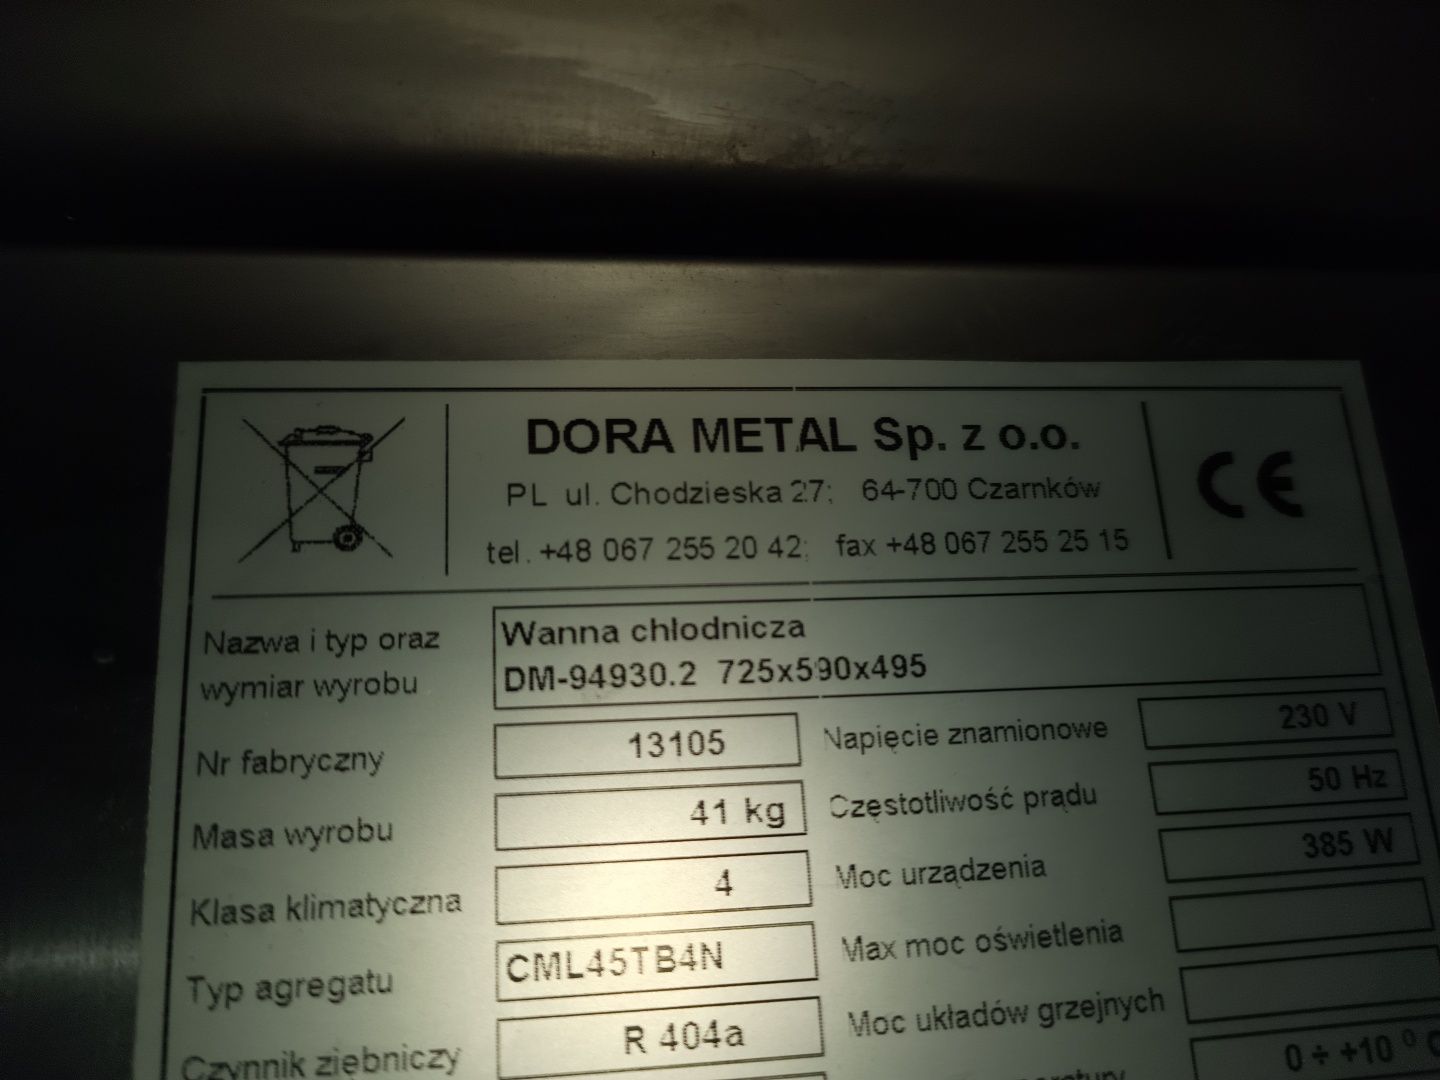 DORA METAL Sp. z o.o.
PL ul. Chodzieska 27; 64-700 Czarnków
tel. +48 067 255 20 42; fax +48 067 255 25 15
CE
Nazwa i typ oraz
wymiar wyrobu
Wanna chłodnicza
DM-94930.2 725x590x495
Nr fabryczny 13105 Napięcie znamionowe 230 V
Masa wyrobu 41 kg Częstotliwość prądu 50 Hz
Klasa klimatyczna 4 Moc urządzenia 385 W
Typ agregatu CML45TB4N Max moc oświetlenia
Czynnik ziębniczy R 404a Moc układów grzejnych
0 ÷ +10 °